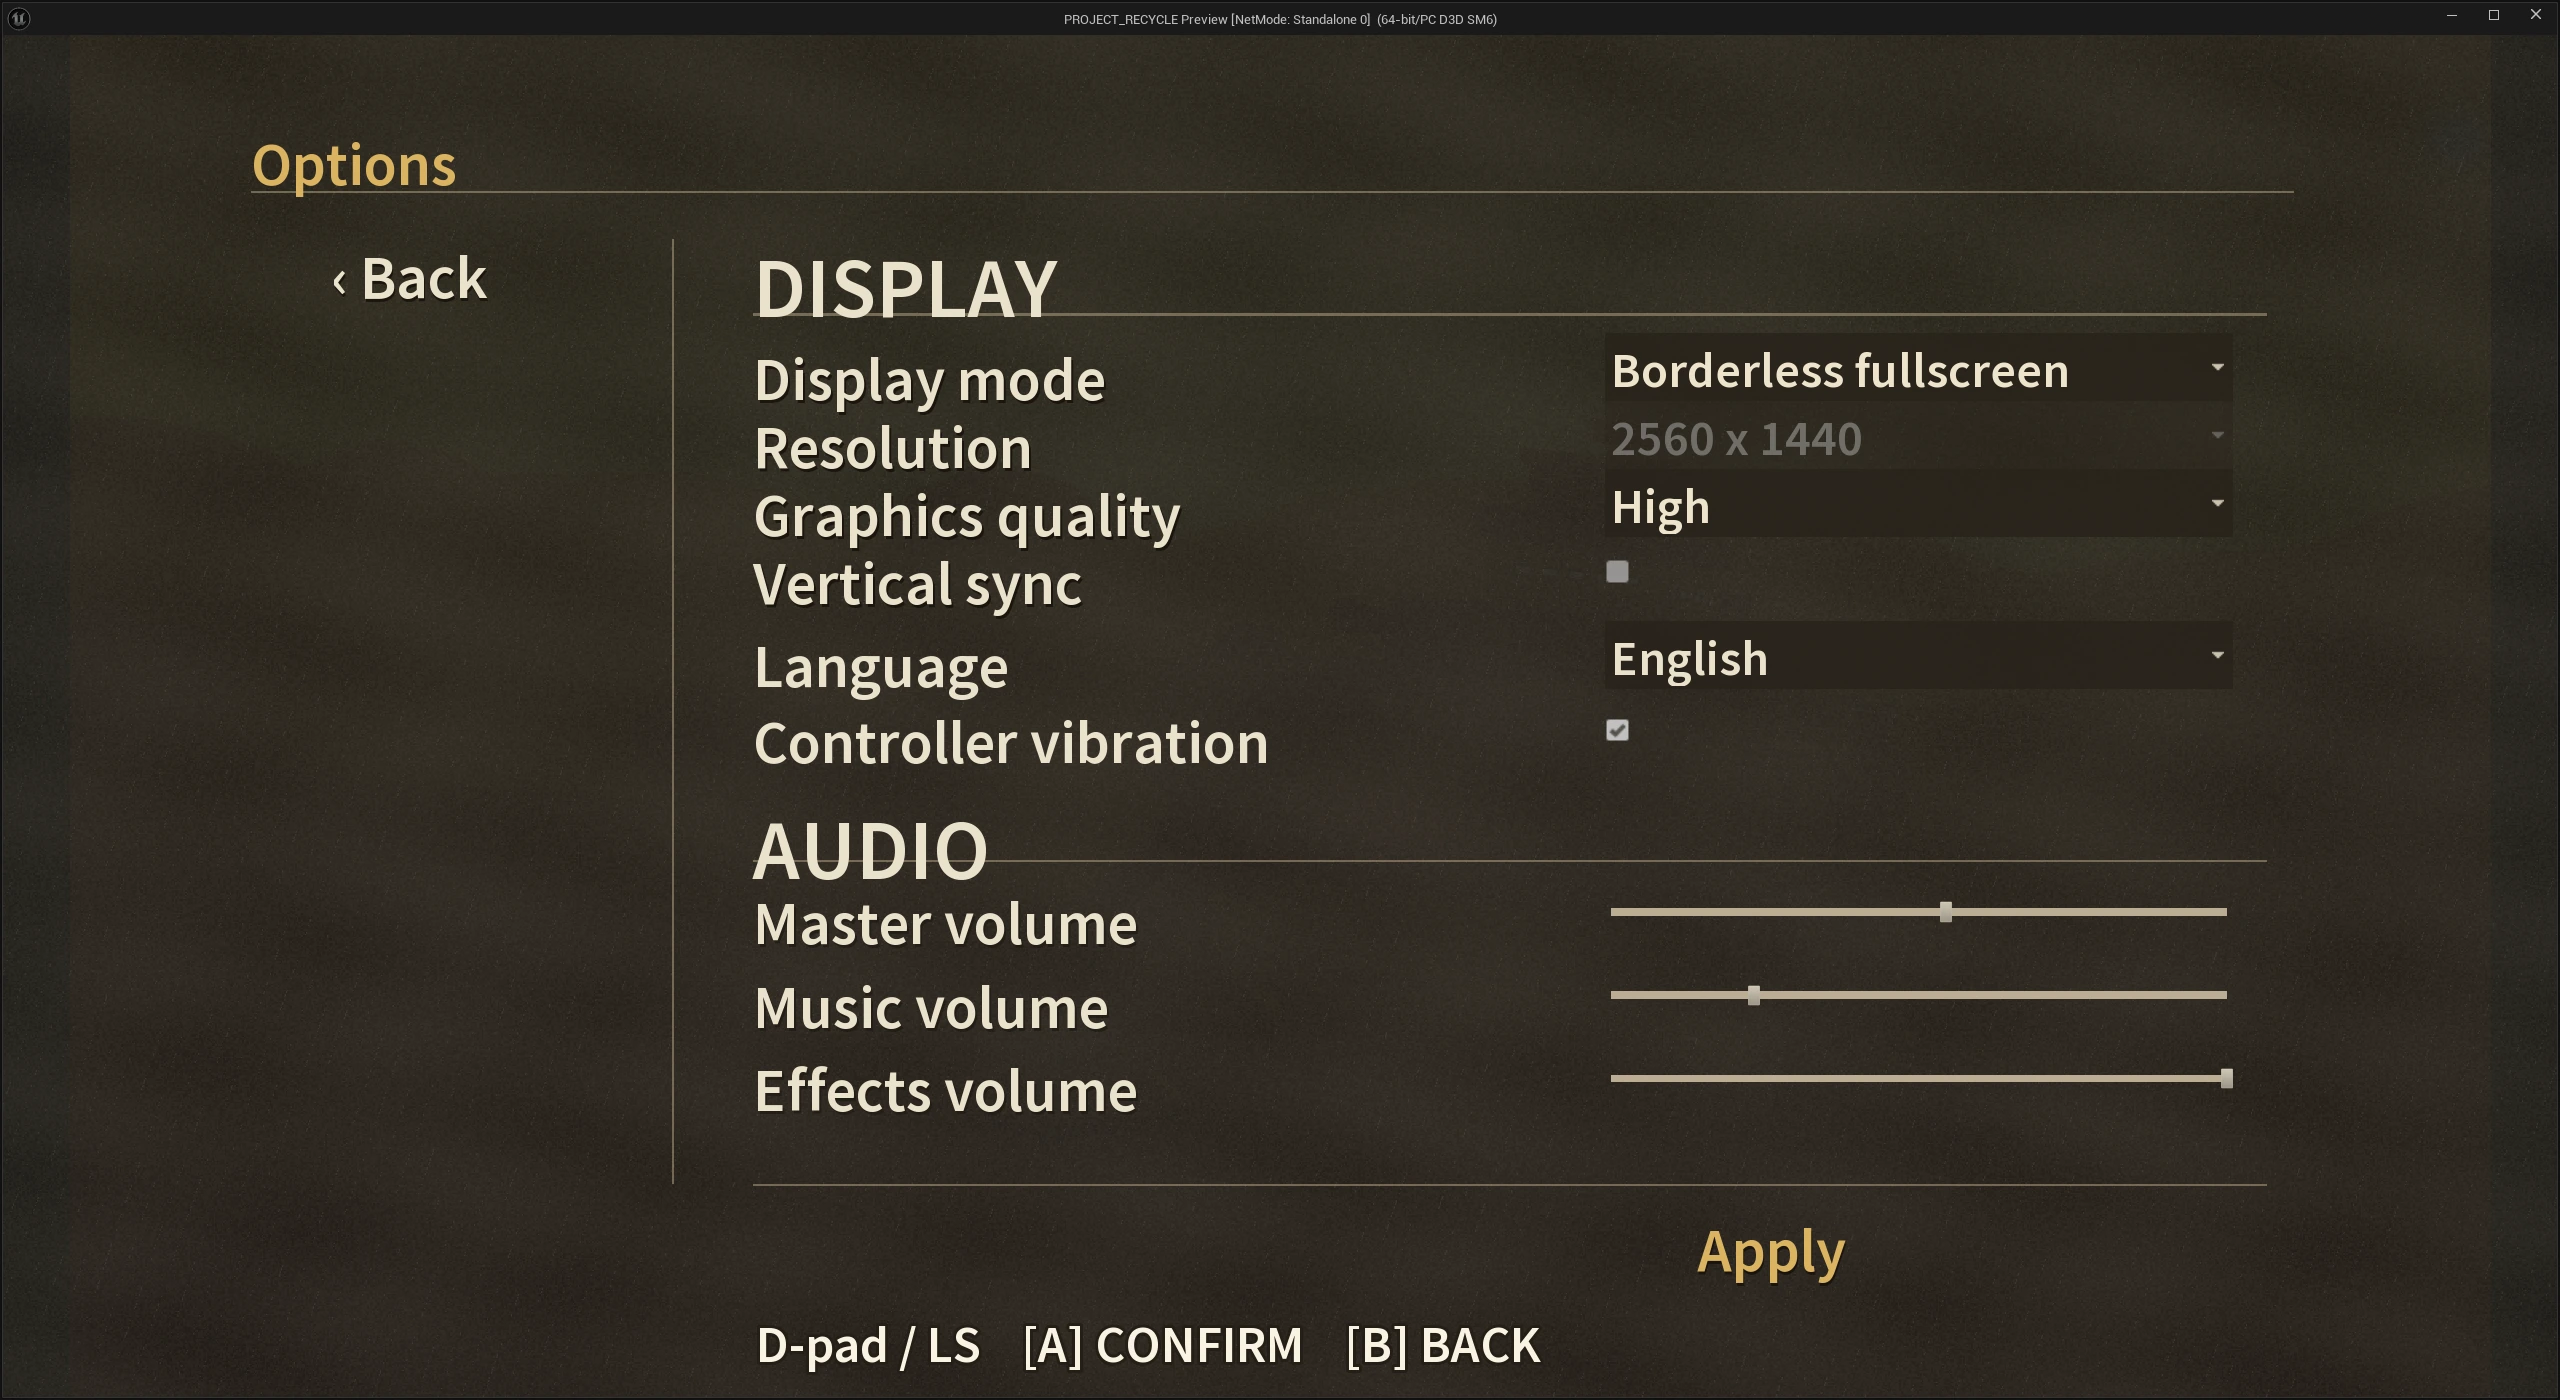 PROJECT_RECYCLE Preview [NetMode: Standalone 0] (64-bit/PC D3D SM6)
Options
‹ Back
DISPLAY
Display mode
Borderless fullscreen
Resolution
2560 x 1440
Graphics quality
High
Vertical sync
Language
English
Controller vibration
AUDIO
Master volume
Music volume
Effects volume
Apply
D-pad / LS [A] CONFIRM [B] BACK